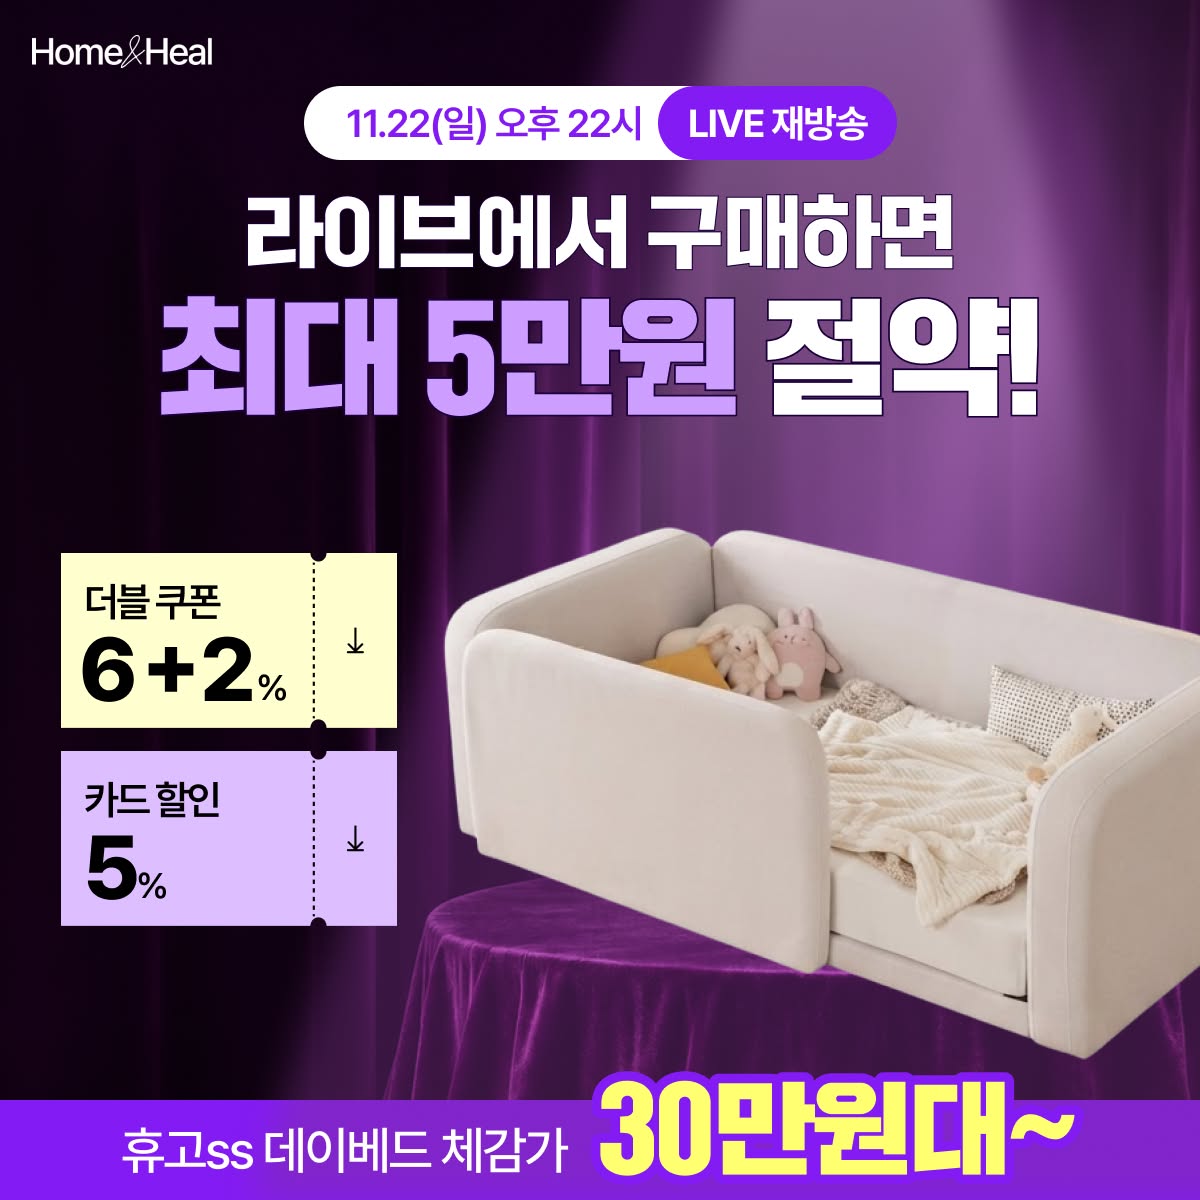 Home&Heal
11.22(일) 오후 22시 LIVE 재방송
라이브에서 구매하면
최대 5만원 절약!
더블 쿠폰
6+2%
카드 할인
5%
휴고ss 데이베드 체감가 30만원대~